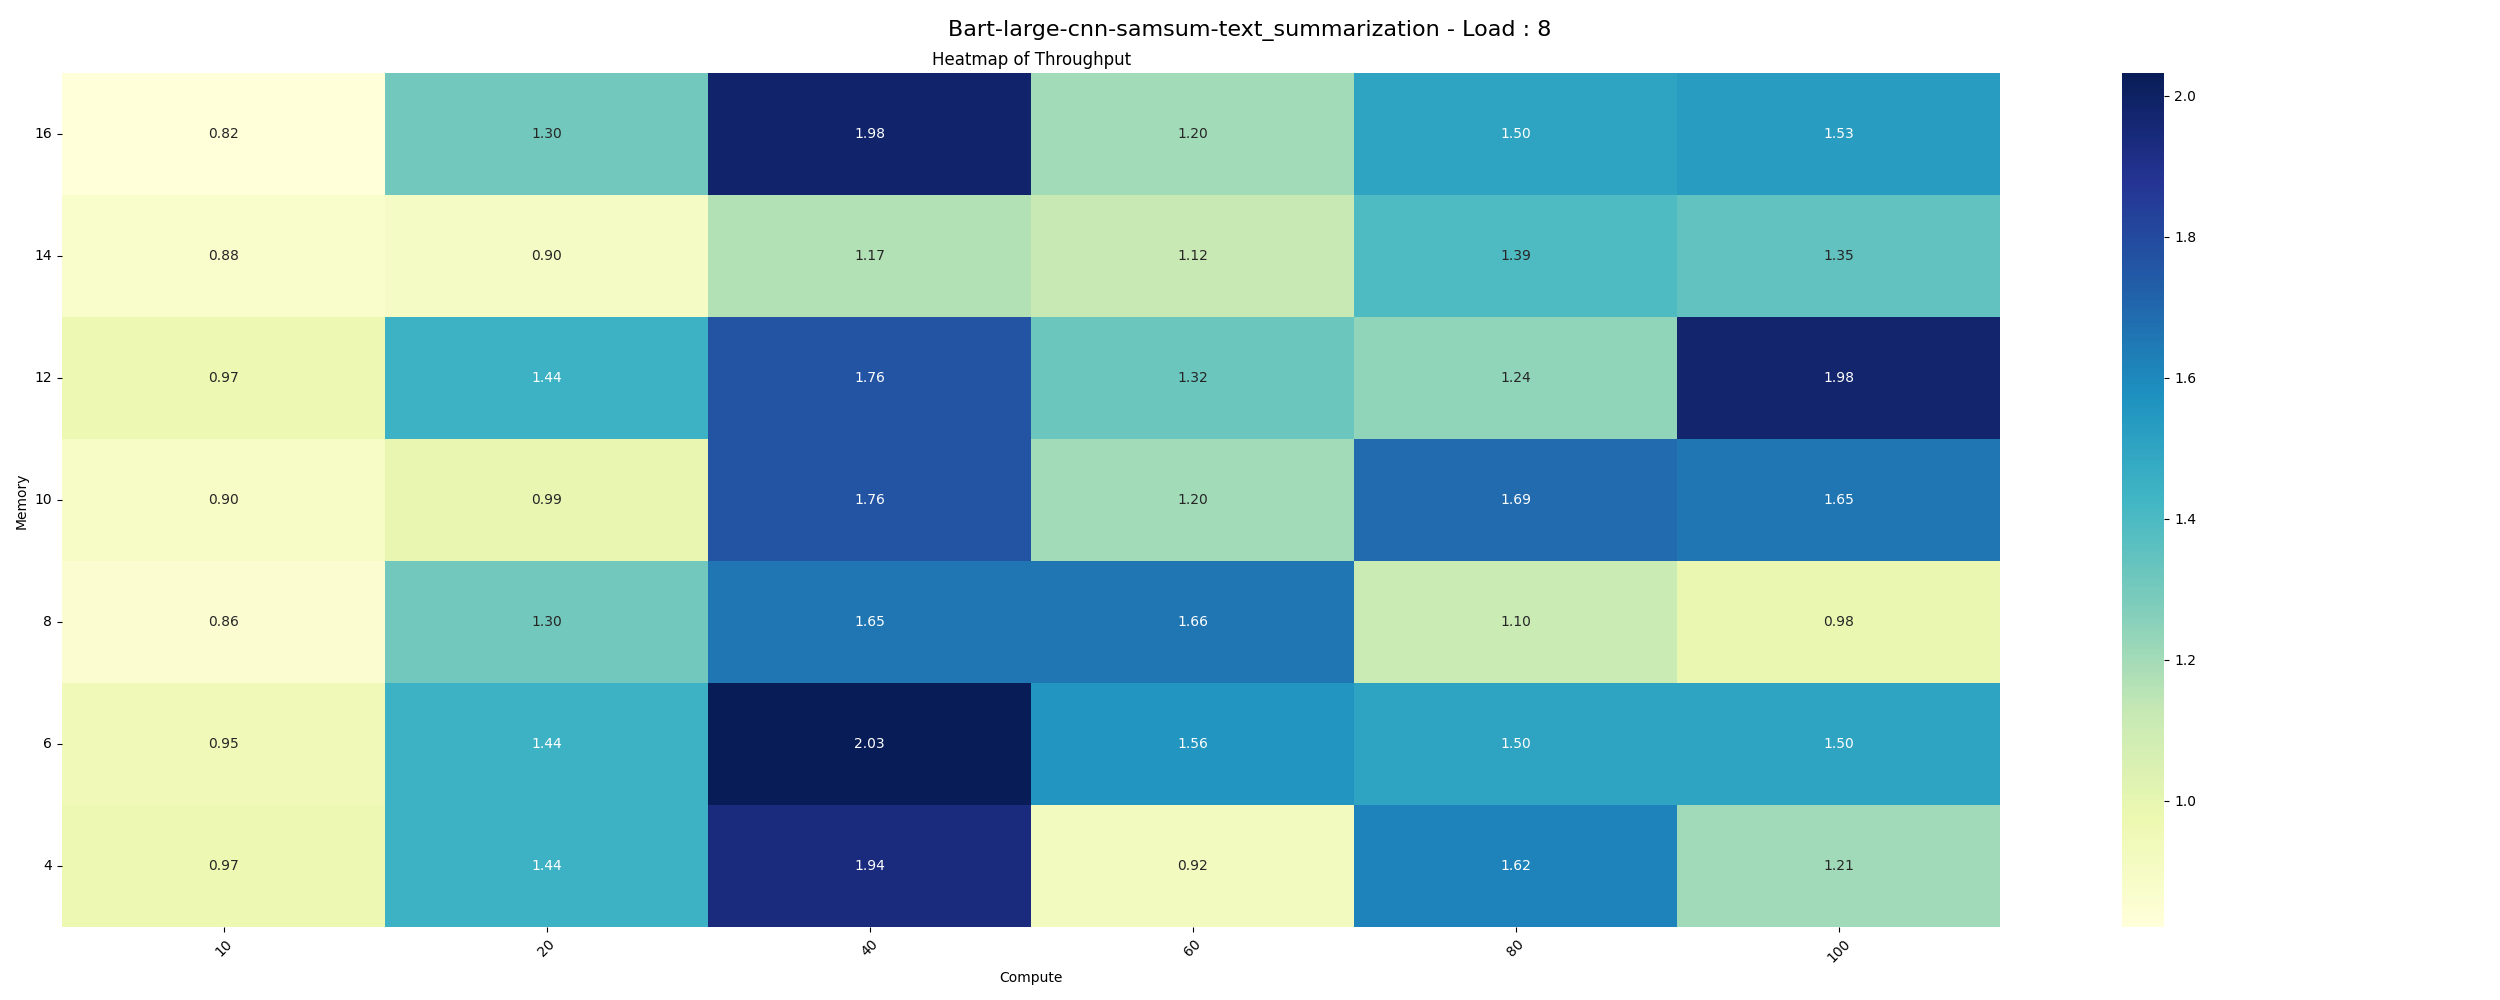 Bart-large-cnn-samsum-text_summarization - Load : 8
Heatmap of Throughput
16 0.82 1.30 1.98 1.20 1.50 1.53
14 0.88 0.90 1.17 1.12 1.39 1.35
12 0.97 1.44 1.76 1.32 1.24 1.98
10 0.90 0.99 1.76 1.20 1.69 1.65
8 0.86 1.30 1.65 1.66 1.10 0.98
6 0.95 1.44 2.03 1.56 1.50 1.50
4 0.97 1.44 1.94 0.92 1.62 1.21
10 20 40 60 80 100
Compute
Memory
2.0
1.8
1.6
1.4
1.2
1.0